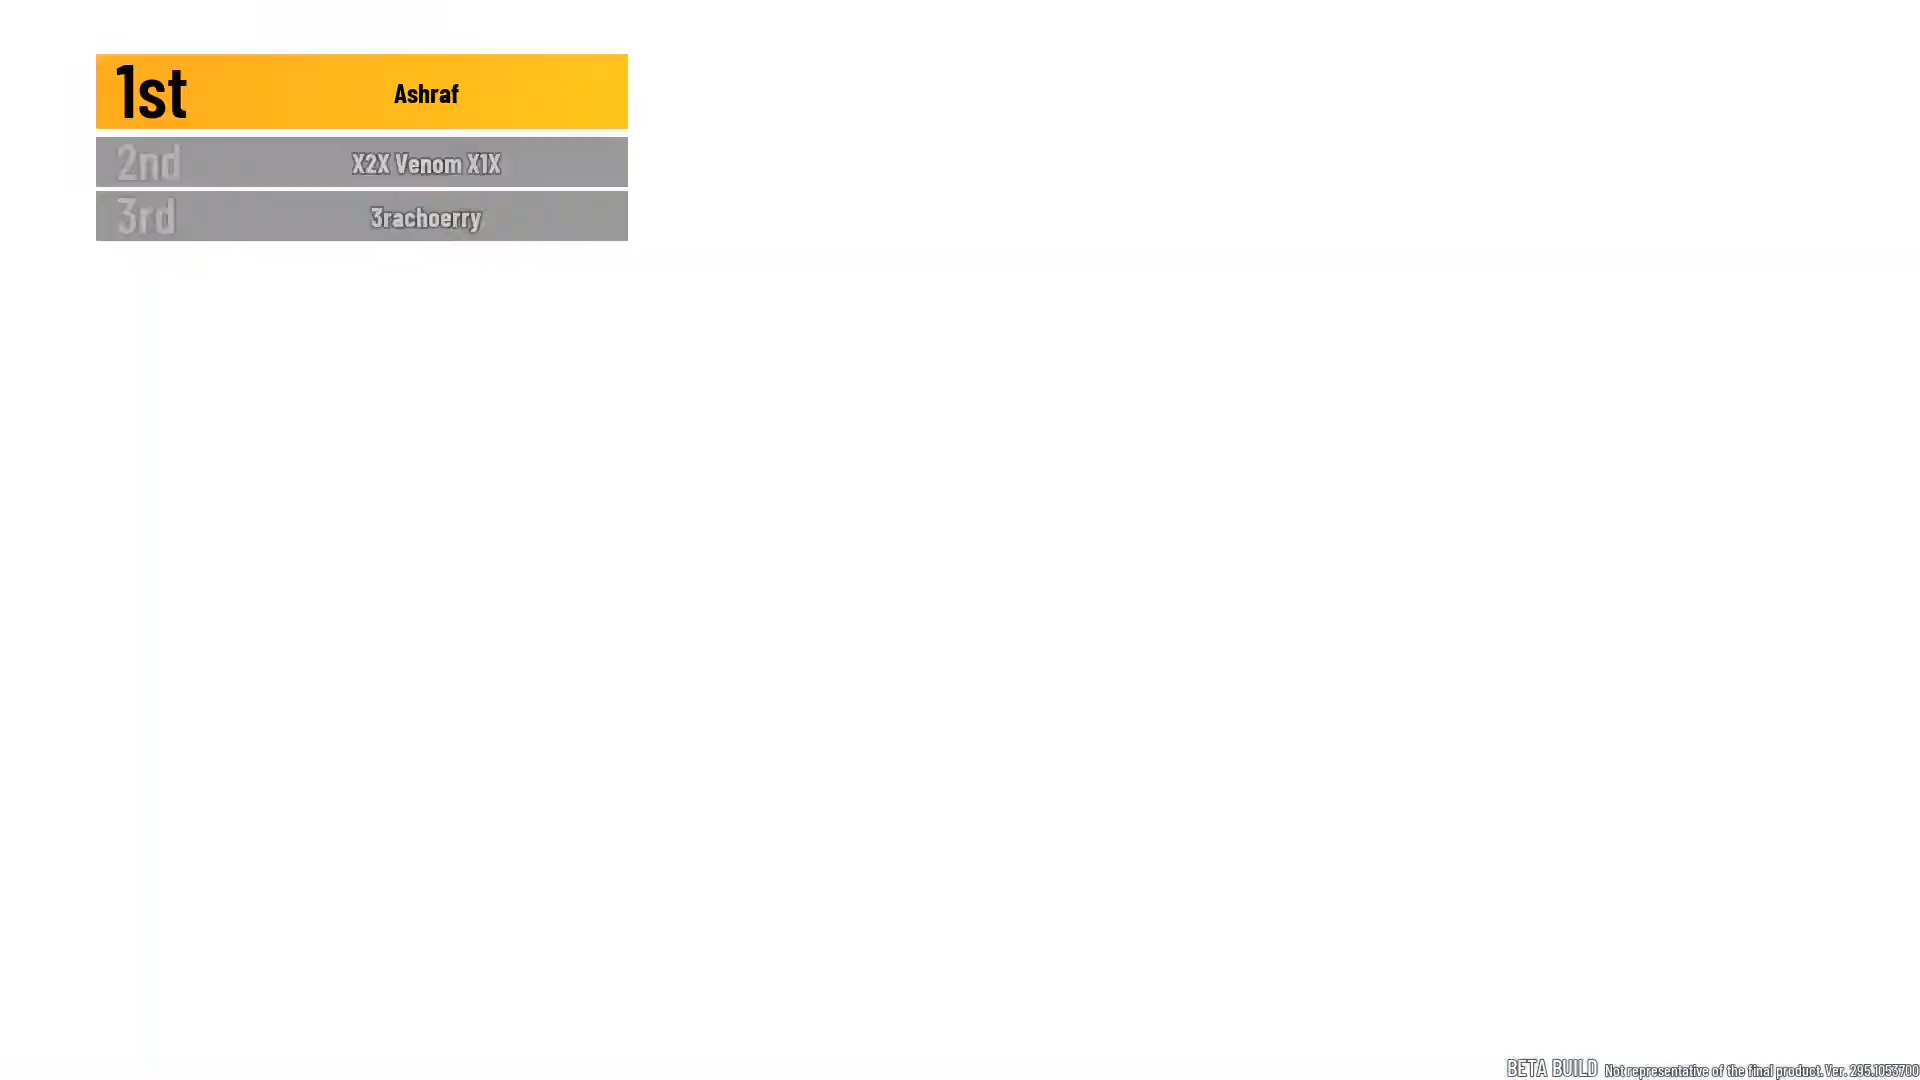 1st Ashraf
2nd X2X Venom X1X
3rd 3rachoerry
BETA BUILD Not representative of the final product. Ver. 295.1053700